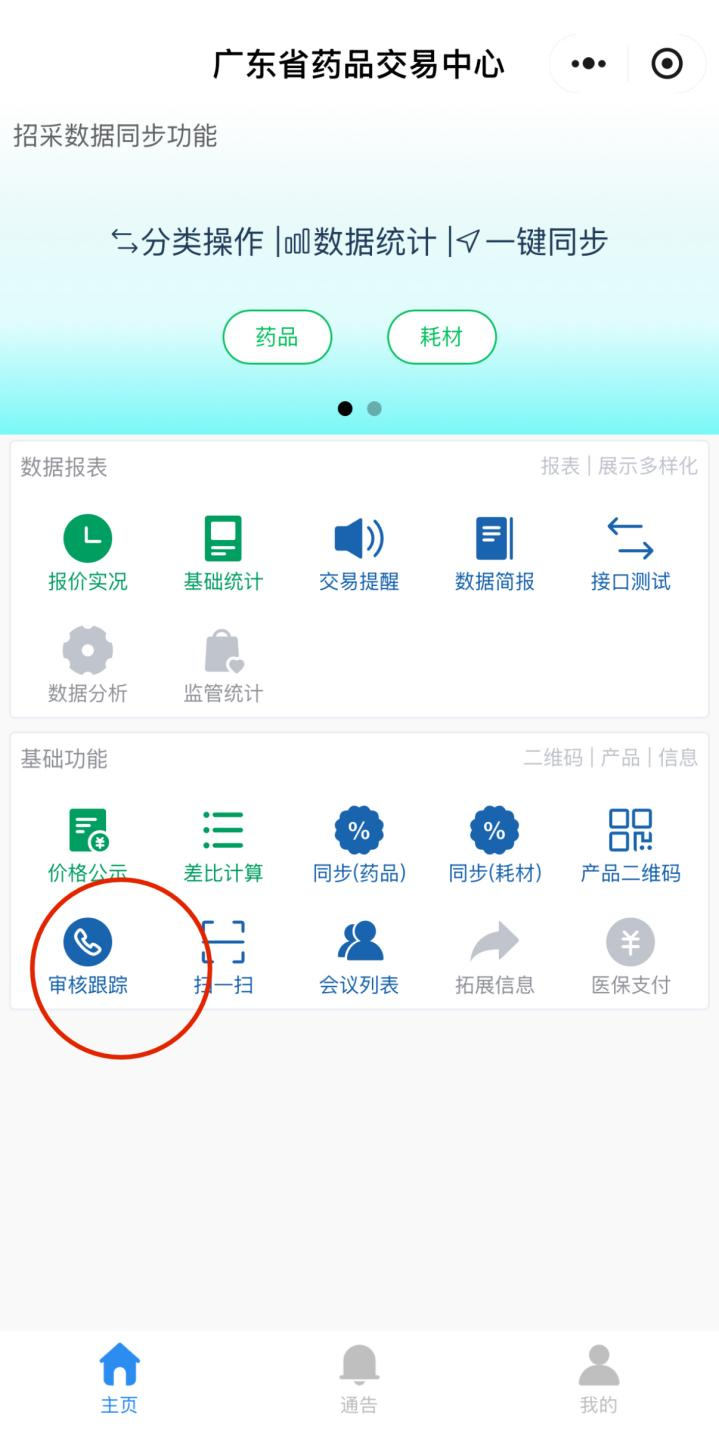 广东省药品交易中心
招采数据同步功能
分类操作 | 数据统计 | 一键同步
药品 耗材
数据报表 报表 | 展示多样化
报价实况 基础统计 交易提醒 数据简报 接口测试
数据分析 监管统计
基础功能 二维码 | 产品 | 信息
% %
价格公示 差比计算 同步(药品) 同步(耗材) 产品二维码
审核跟踪 扫一扫 会议列表 拓展信息 医保支付
主页 通告 我的